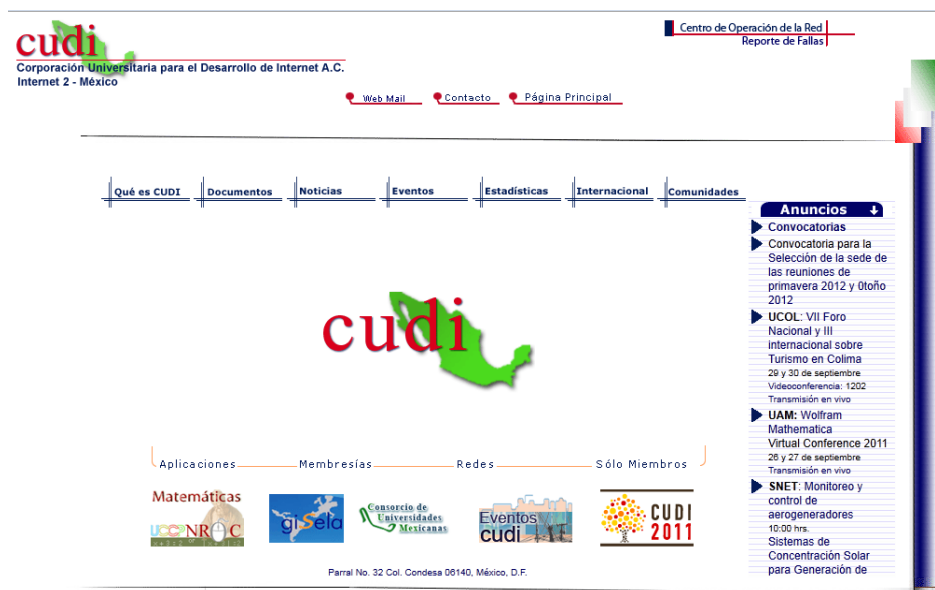 Centro de Operación de la Red
Reporte de Fallas
cudi
Corporación Universitaria para el Desarrollo de Internet A.C.
Internet 2 - México
Web Mail
Contacto
Página Principal
Qué es CUDI
Documentos
Noticias
Eventos
Estadísticas
Internacional
Comunidades
Anuncios
Convocatorias
Convocatoria para la
Selección de la sede de
las reuniones de
primavera 2012 y 0toño
2012
UCOL: VII Foro
Nacional y III
internacional sobre
Turismo en Colima
29 y 30 de septiembre
Videoconferencia: 1202
Transmisión en vivo
UAM: Wolfram
Mathematica
Virtual Conference 2011
26 y 27 de septiembre
Transmisión en vivo
SNET: Monitoreo y
control de
aerogeneradores
10:00 hrs.
Sistemas de
Concentración Solar
para Generación de
cudi
Aplicaciones
Membresías
Redes
Sólo Miembros
Matemáticas
NROC
gisela
Consorcio de
Universidades
Mexicanas
Eventos
cudi
CUDI
2011
Parral No. 32 Col. Condesa 06140, México, D.F.